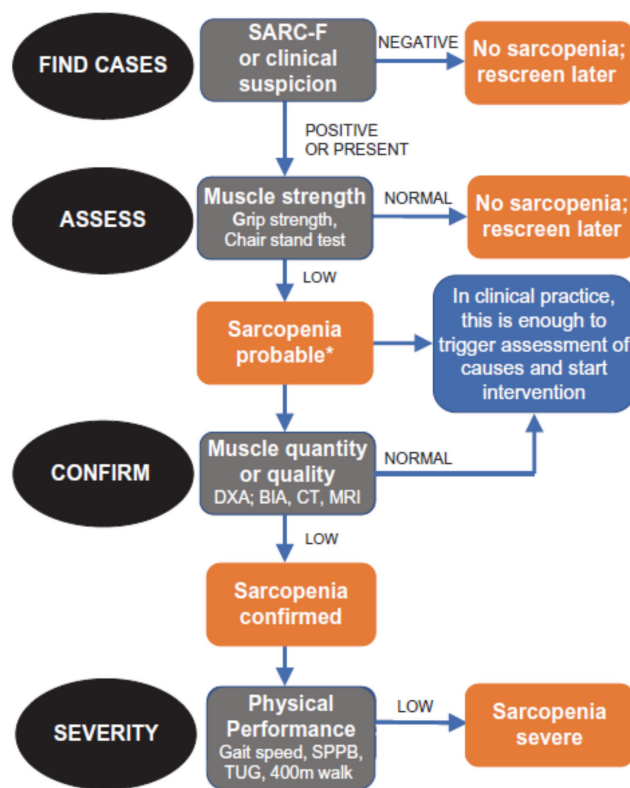 FIND CASES
SARC-F
or clinical
suspicion
NEGATIVE
No sarcopenia;
rescreen later
POSITIVE
OR PRESENT
ASSESS
Muscle strength
Grip strength,
Chair stand test
NORMAL
No sarcopenia;
rescreen later
LOW
Sarcopenia
probable*
In clinical practice,
this is enough to
trigger assessment of
causes and start
intervention
CONFIRM
Muscle quantity
or quality
DXA; BIA, CT, MRI
NORMAL
LOW
Sarcopenia
confirmed
SEVERITY
Physical
Performance
Gait speed, SPPB,
TUG, 400m walk
LOW
Sarcopenia
severe